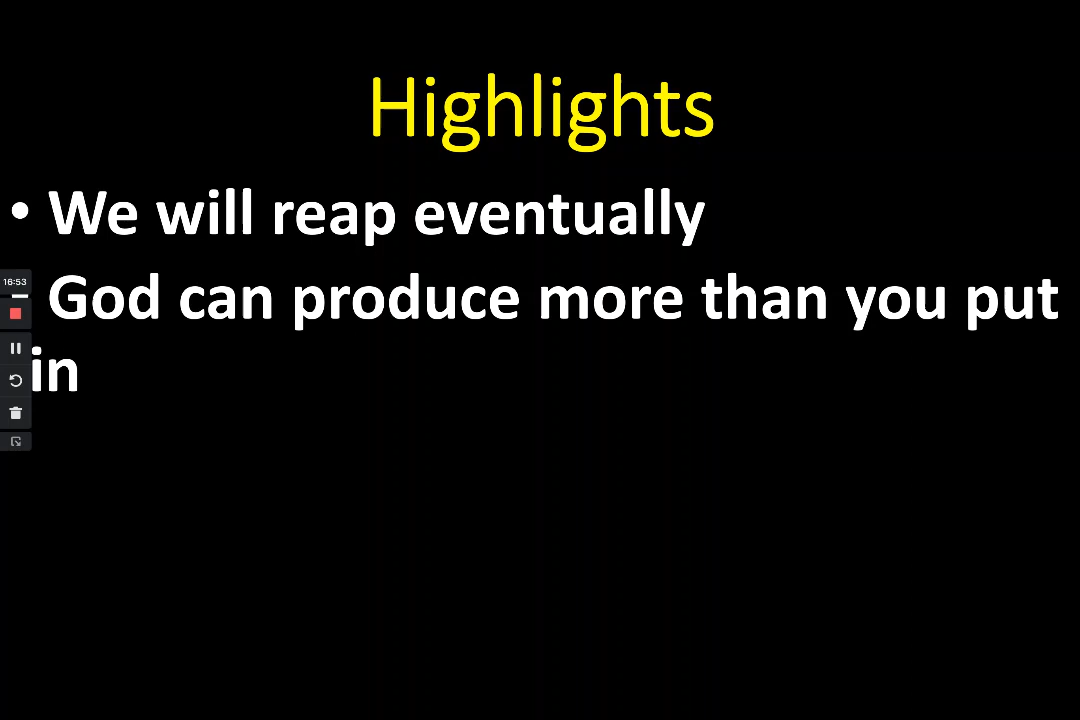 Highlights
• We will reap eventually
16:53
God can produce more than you put
in